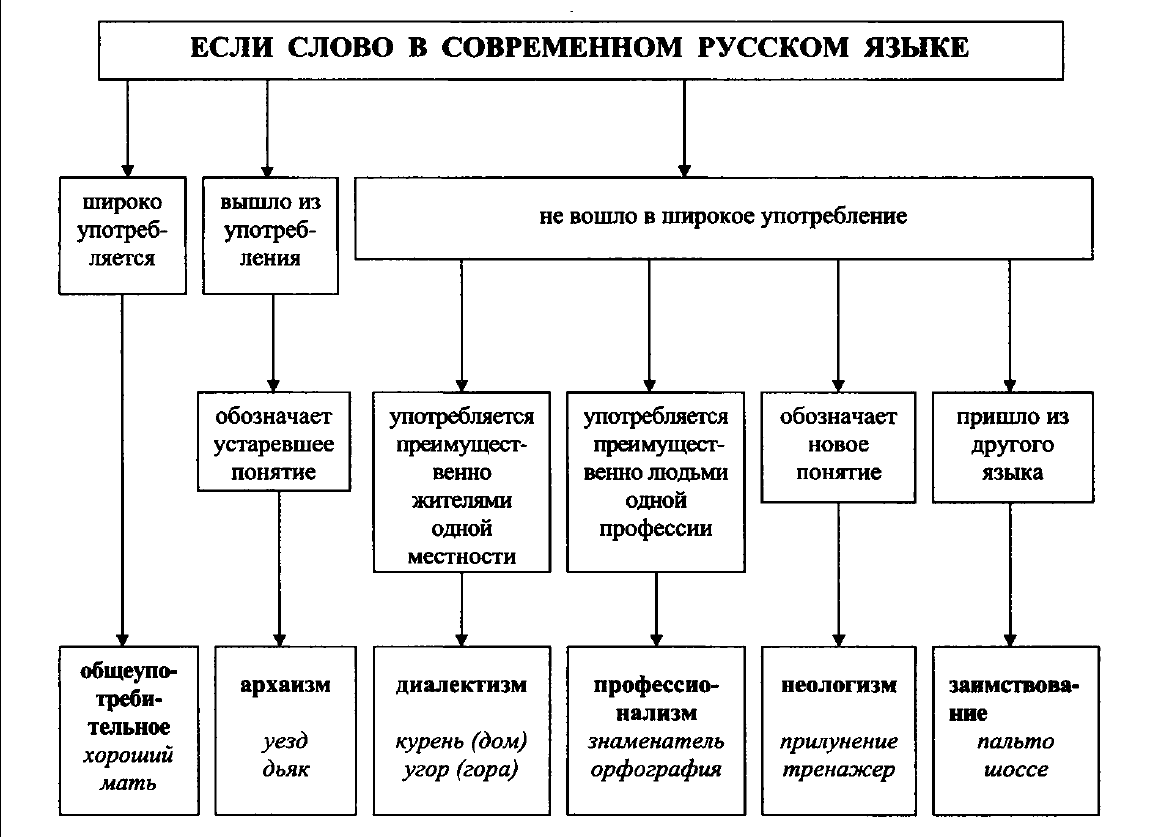 ЕСЛИ СЛОВО В СОВРЕМЕННОМ РУССКОМ ЯЗЫКЕ
широко
употреб-
ляется
вышло из
употреб-
ления
не вошло в широкое употребление
обозначает
устаревшее
понятие
употребляется
преимущест-
венно
жителями
одной
местности
употребляется
преимущест-
венно людьми
одной
профессии
обозначает
новое
понятие
пришло из
другого
языка
общеупо-
треби-
тельное
хороший
мать
архаизм
уезд
дьяк
диалектизм
курень (дом)
угор (гора)
профессио-
нализм
знаменатель
орфография
неологизм
прилунение
тренажер
заимствова-
ние
пальто
шоссе